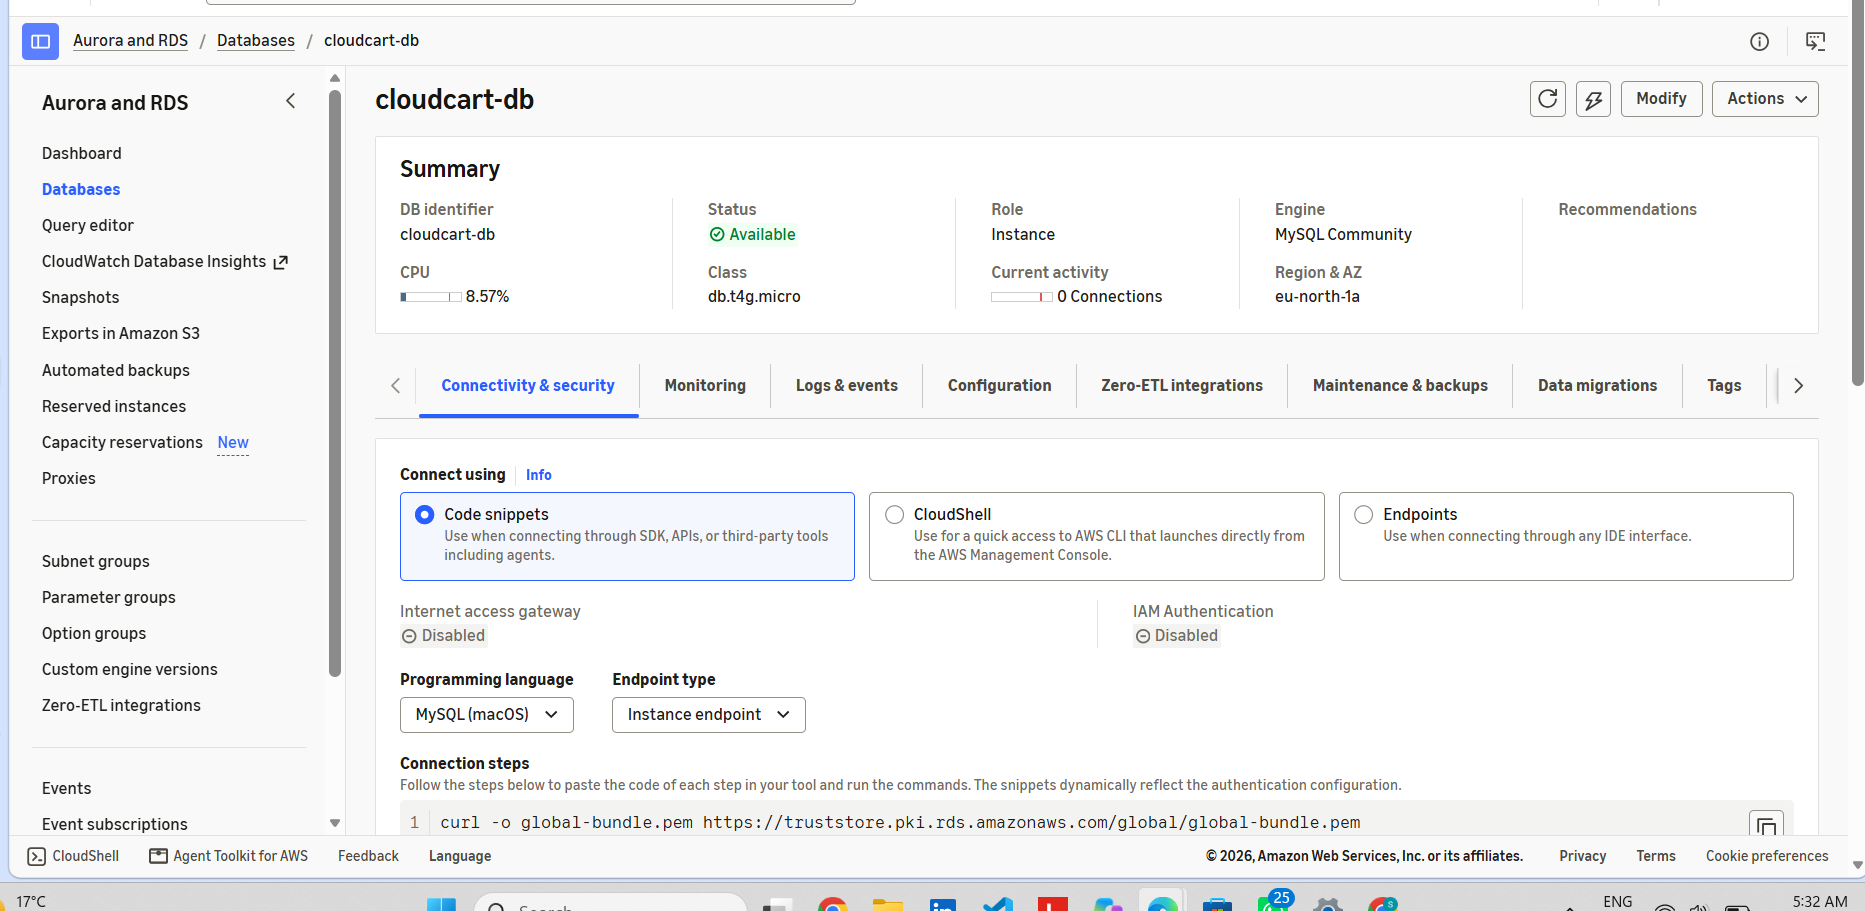 Aurora and RDS / Databases / cloudcart-db
Aurora and RDS
Dashboard
Databases
Query editor
CloudWatch Database Insights
Snapshots
Exports in Amazon S3
Automated backups
Reserved instances
Capacity reservations New
Proxies
Subnet groups
Parameter groups
Option groups
Custom engine versions
Zero-ETL integrations
Events
Event subscriptions
cloudcart-db
Modify
Actions
Summary
DB identifier
cloudcart-db
Status
Available
Role
Instance
Engine
MySQL Community
Recommendations
CPU
8.57%
Class
db.t4g.micro
Current activity
0 Connections
Region & AZ
eu-north-1a
Connectivity & security
Monitoring
Logs & events
Configuration
Zero-ETL integrations
Maintenance & backups
Data migrations
Tags
Connect using Info
Code snippets
Use when connecting through SDK, APIs, or third-party tools
including agents.
CloudShell
Use for a quick access to AWS CLI that launches directly from
the AWS Management Console.
Endpoints
Use when connecting through any IDE interface.
Internet access gateway
Disabled
IAM Authentication
Disabled
Programming language
MySQL (macOS)
Endpoint type
Instance endpoint
Connection steps
Follow the steps below to paste the code of each step in your tool and run the commands. The snippets dynamically reflect the authentication configuration.
1 curl -o global-bundle.pem https://truststore.pki.rds.amazonaws.com/global/global-bundle.pem
CloudShell
Agent Toolkit for AWS
Feedback
Language
© 2026, Amazon Web Services, Inc. or its affiliates.
Privacy
Terms
Cookie preferences
17°C
Search
25
ENG
5:32 AM